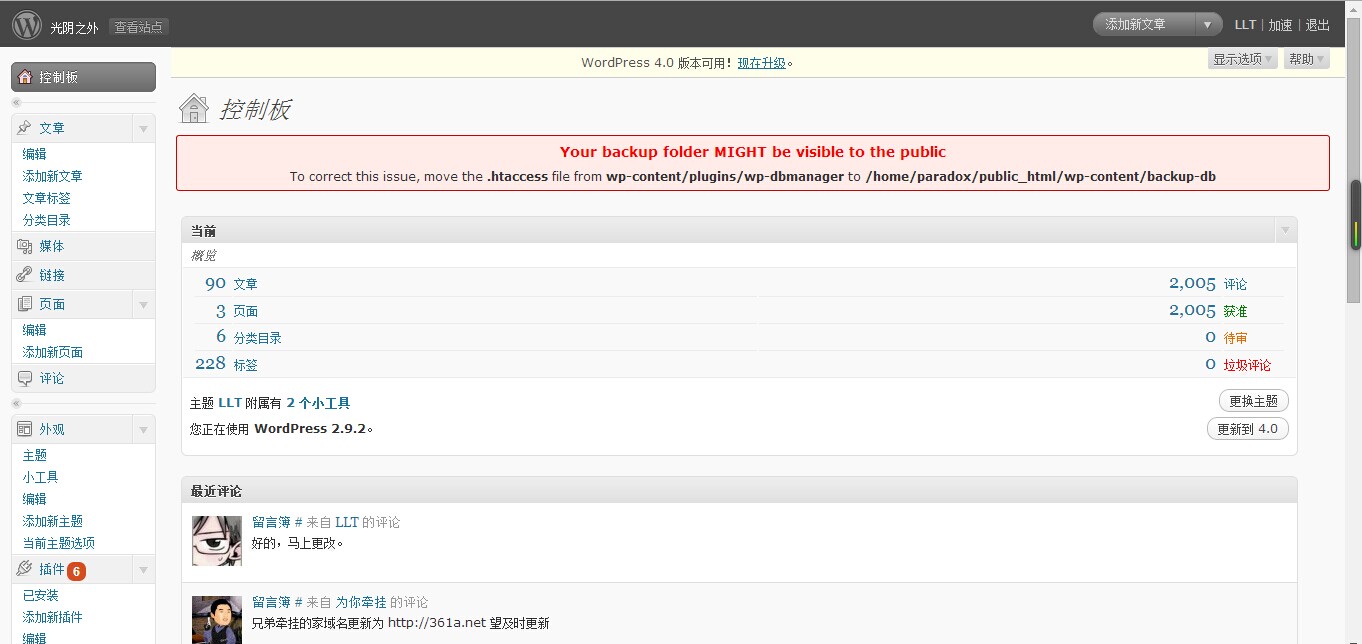 光阴之外 查看站点 添加新文章 LLT | 加速 | 退出
WordPress 4.0 版本可用！现在升级。 显示选项 帮助
控制板
文章
编辑
添加新文章
文章标签
分类目录
媒体
链接
页面
编辑
添加新页面
评论
外观
主题
小工具
编辑
添加新主题
当前主题选项
插件 6
已安装
添加新插件
编辑
控制板
Your backup folder MIGHT be visible to the public
To correct this issue, move the .htaccess file from wp-content/plugins/wp-dbmanager to /home/paradox/public_html/wp-content/backup-db
当前
概览
90 文章 2,005 评论
3 页面 2,005 获准
6 分类目录 0 待审
228 标签 0 垃圾评论
主题 LLT 附属有 2 个小工具 更换主题
您正在使用 WordPress 2.9.2。 更新到 4.0
最近评论
留言簿 # 来自 LLT 的评论
好的，马上更改。
留言簿 # 来自 为你牵挂 的评论
兄弟牵挂的家域名更新为 http://361a.net 望及时更新